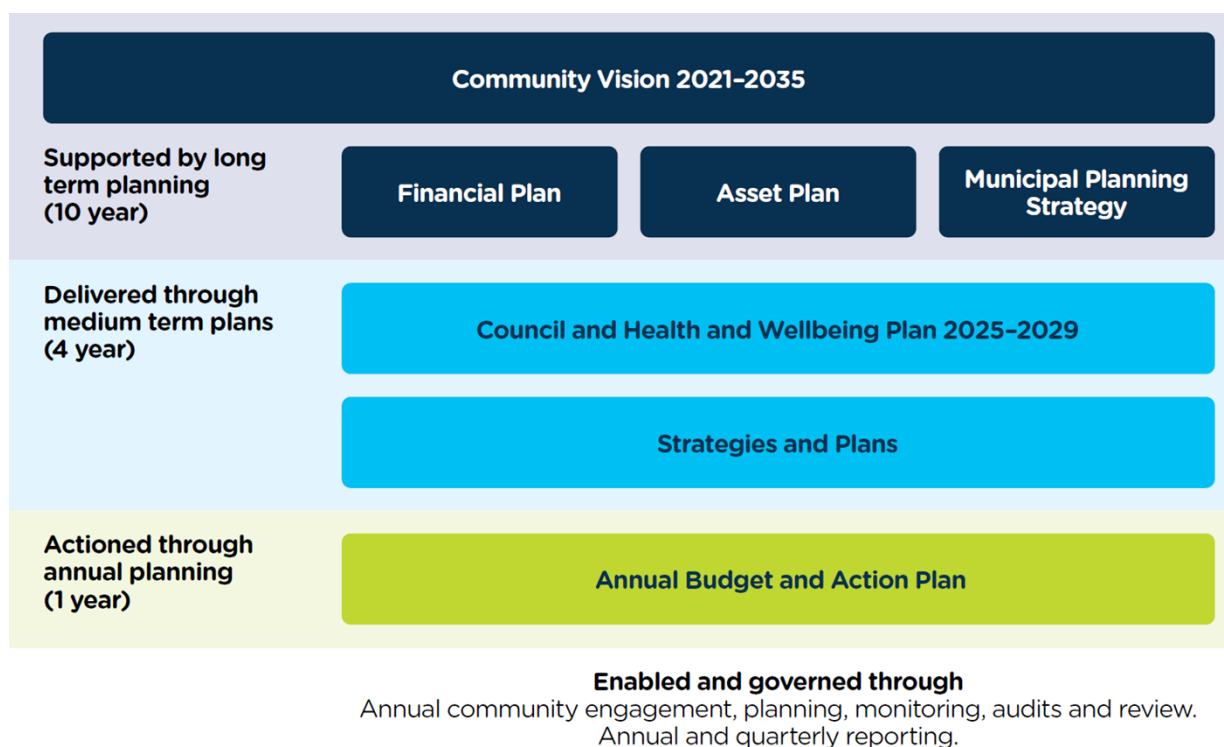 Community Vision 2021–2035
Supported by long
term planning
(10 year)
Financial Plan
Asset Plan
Municipal Planning
Strategy
Delivered through
medium term plans
(4 year)
Council and Health and Wellbeing Plan 2025–2029
Strategies and Plans
Actioned through
annual planning
(1 year)
Annual Budget and Action Plan
Enabled and governed through
Annual community engagement, planning, monitoring, audits and review.
Annual and quarterly reporting.